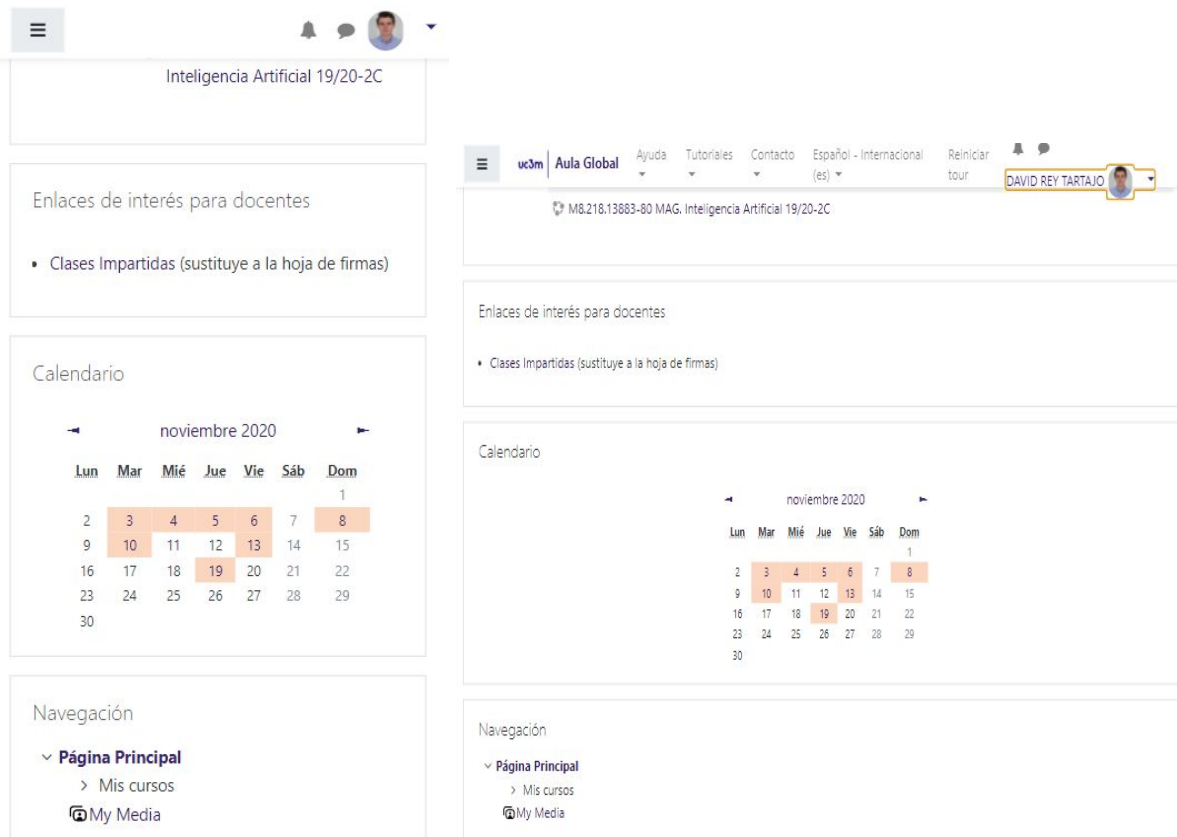 Inteligencia Artificial 19/20-2C
Enlaces de interés para docentes
• Clases Impartidas (sustituye a la hoja de firmas)
Calendario
◄ noviembre 2020 ►
Lun Mar Mié Jue Vie Sáb Dom
1
2 3 4 5 6 7 8
9 10 11 12 13 14 15
16 17 18 19 20 21 22
23 24 25 26 27 28 29
30
Navegación
Página Principal
Mis cursos
My Media
uc3m Aula Global Ayuda Tutoriales Contacto Español - Internacional (es) Reiniciar tour
DAVID REY TARTAJO
M8.218.13883-80 MAG. Inteligencia Artificial 19/20-2C
Enlaces de interés para docentes
• Clases Impartidas (sustituye a la hoja de firmas)
Calendario
◄ noviembre 2020 ►
Lun Mar Mié Jue Vie Sáb Dom
1
2 3 4 5 6 7 8
9 10 11 12 13 14 15
16 17 18 19 20 21 22
23 24 25 26 27 28 29
30
Navegación
Página Principal
Mis cursos
My Media